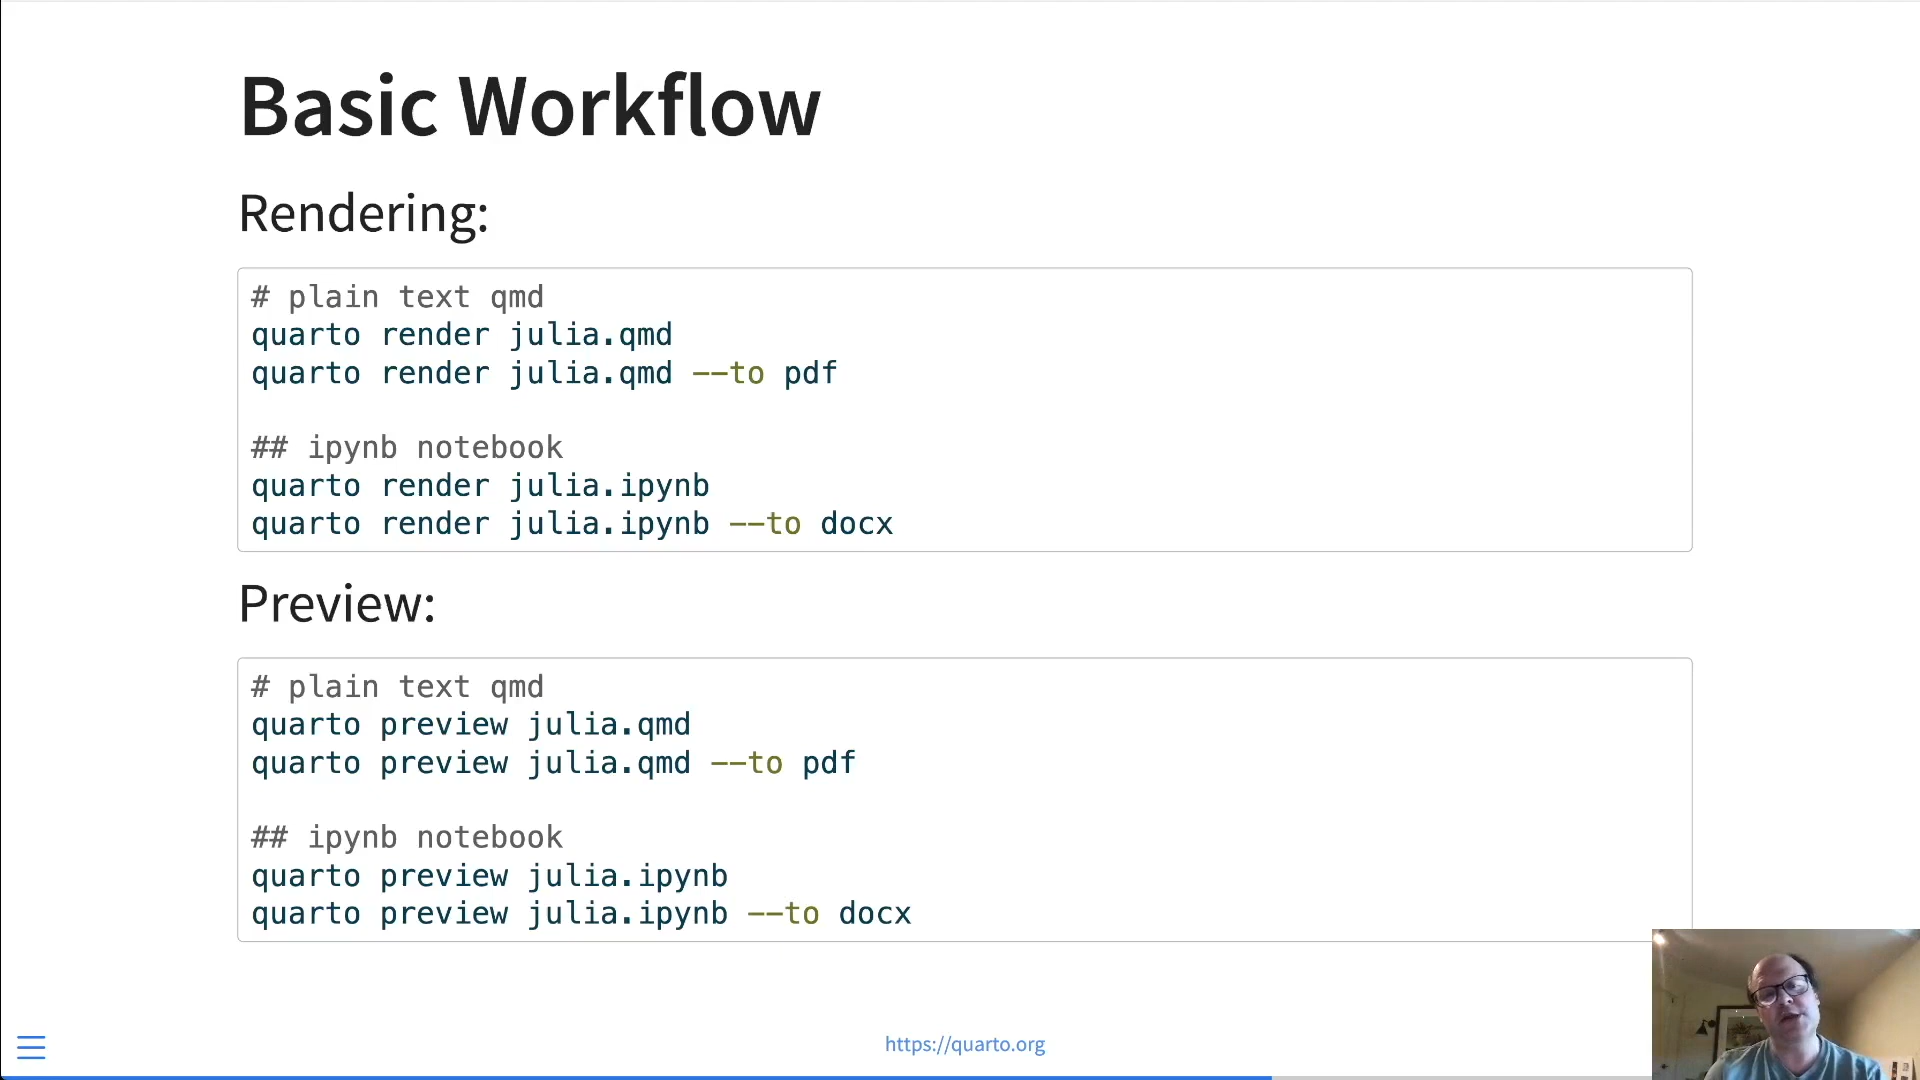 Basic Workflow
Rendering:
# plain text qmd
quarto render julia.qmd
quarto render julia.qmd --to pdf
## ipynb notebook
quarto render julia.ipynb
quarto render julia.ipynb --to docx
Preview:
# plain text qmd
quarto preview julia.qmd
quarto preview julia.qmd --to pdf
## ipynb notebook
quarto preview julia.ipynb
quarto preview julia.ipynb --to docx
https://quarto.org